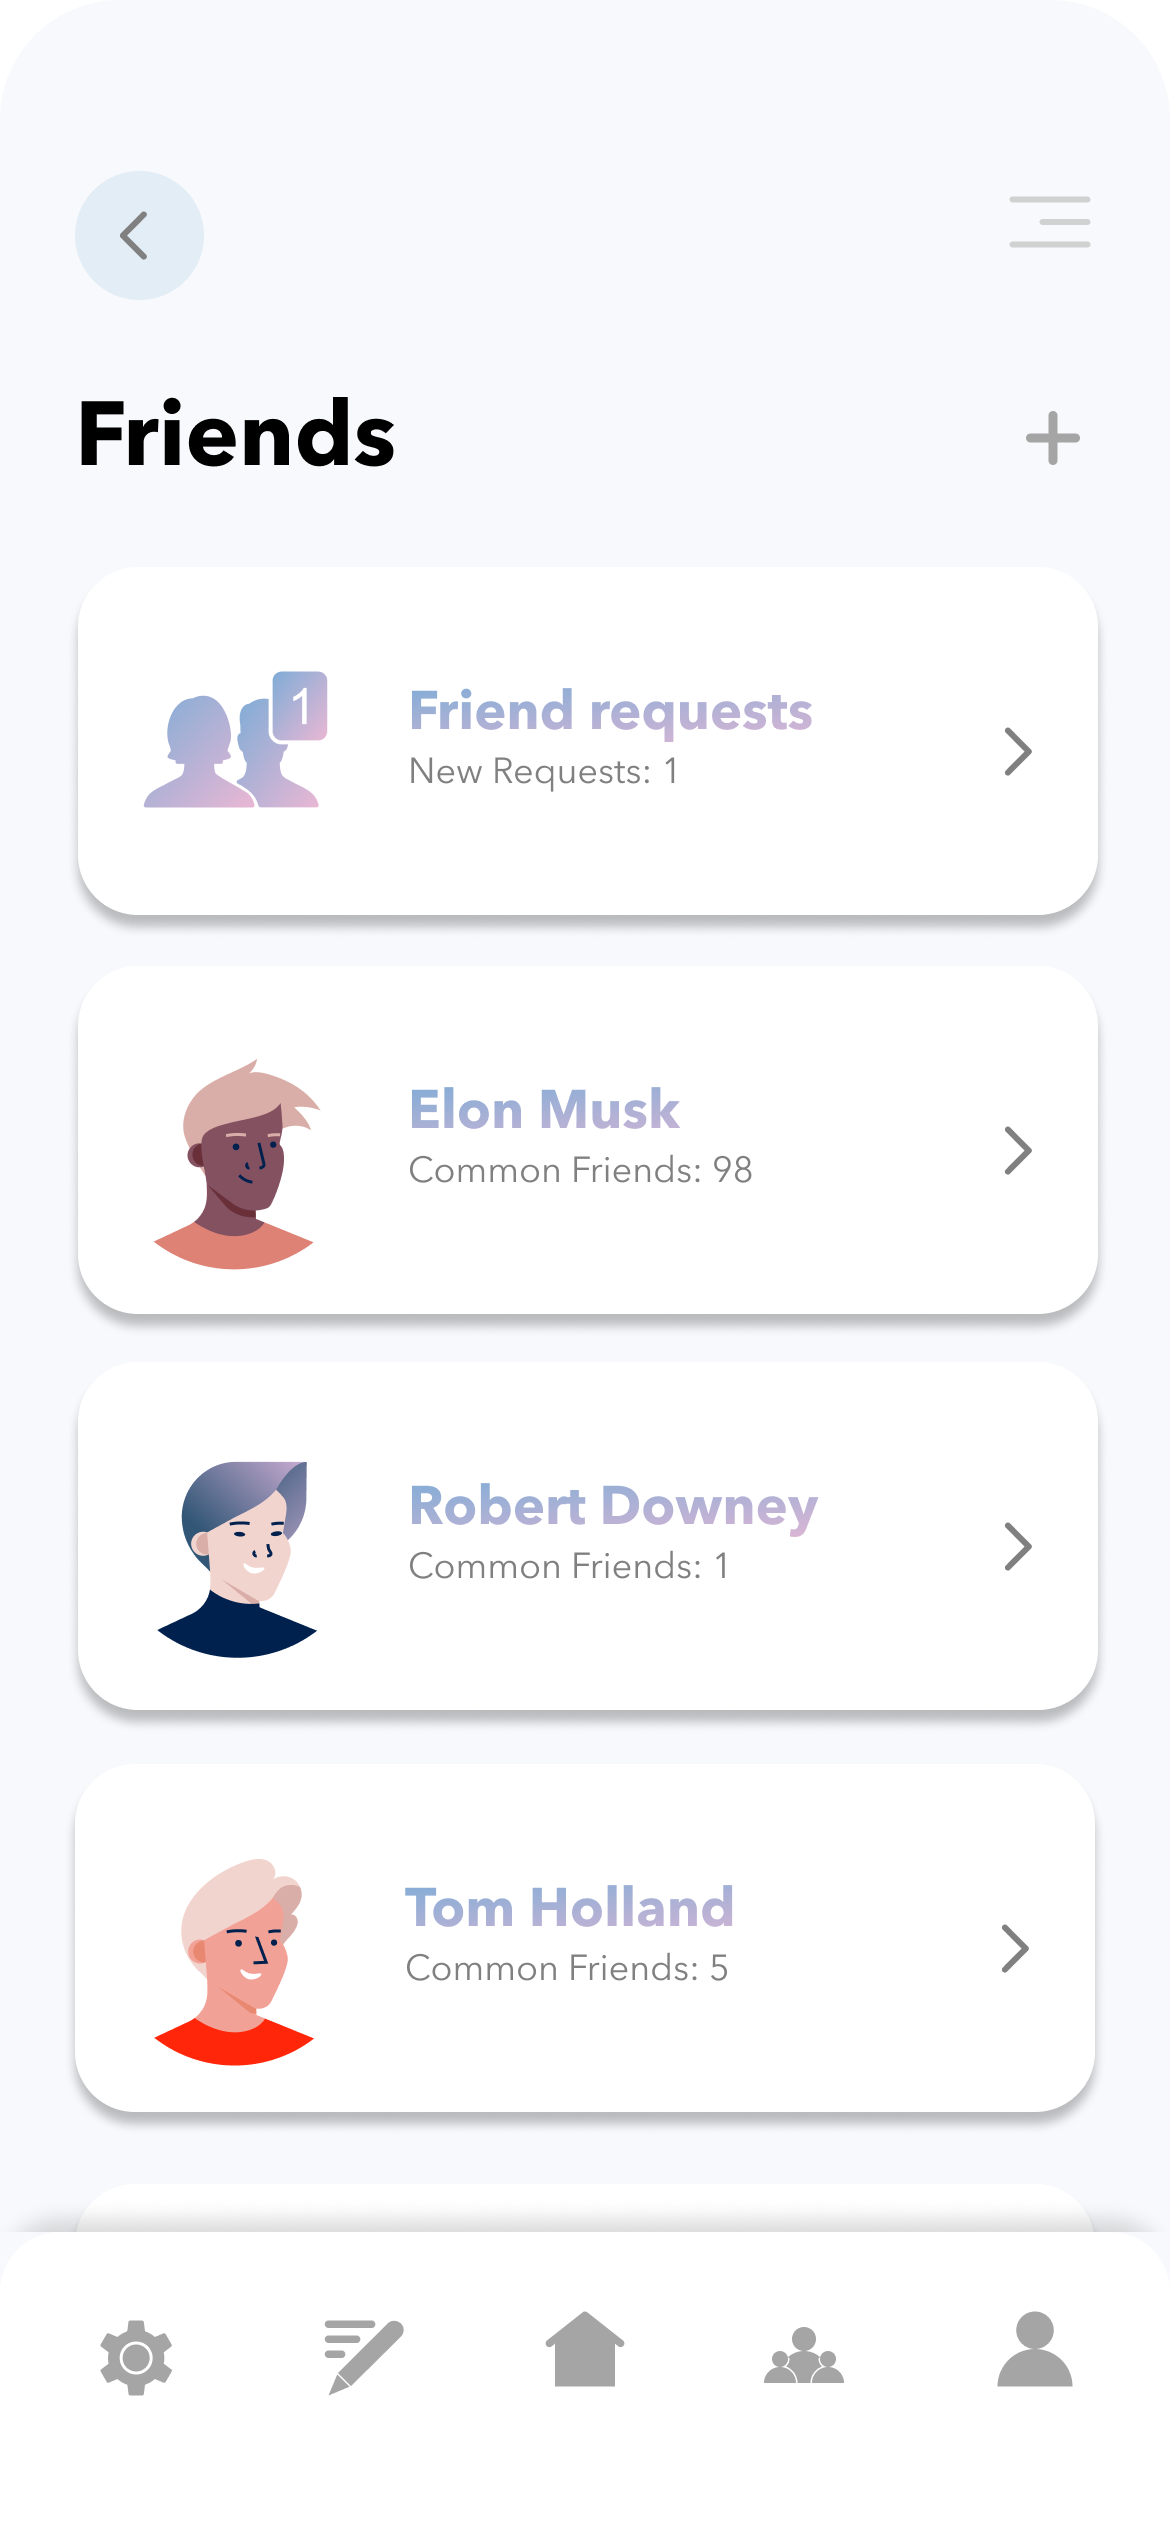 Friends
1
Friend requests
New Requests: 1
Elon Musk
Common Friends: 98
Robert Downey
Common Friends: 1
Tom Holland
Common Friends: 5